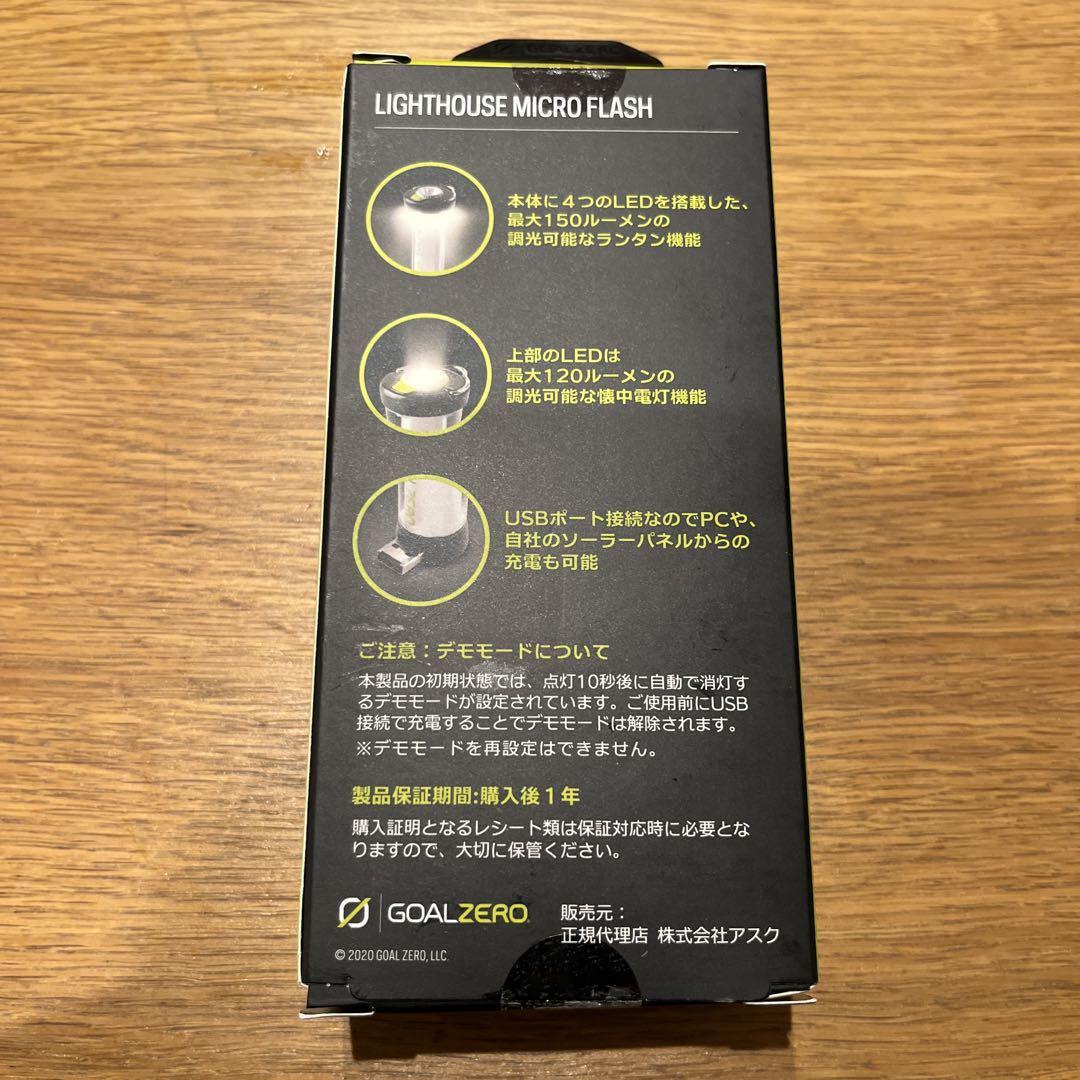 GOALZERO
LIGHTHOUSE MICRO FLASH
本体に4つのLEDを搭載した、
最大150ルーメンの
調光可能なランタン機能
上部のLEDは
最大120ルーメンの
調光可能な懐中電灯機能
USBポート接続なのでPCや、
自社のソーラーパネルからの
充電も可能
ご注意：デモモードについて
本製品の初期状態では、点灯10秒後に自動で消灯す
るデモモードが設定されています。ご使用前にUSB
接続で充電することでデモモードは解除されます。
※デモモードを再設定はできません。
製品保証期間:購入後1年
購入証明となるレシート類は保証対応時に必要とな
りますので、大切に保管ください。
GOALZERO
販売元：
正規代理店 株式会社アスク
© 2020 GOAL ZERO, LLC.